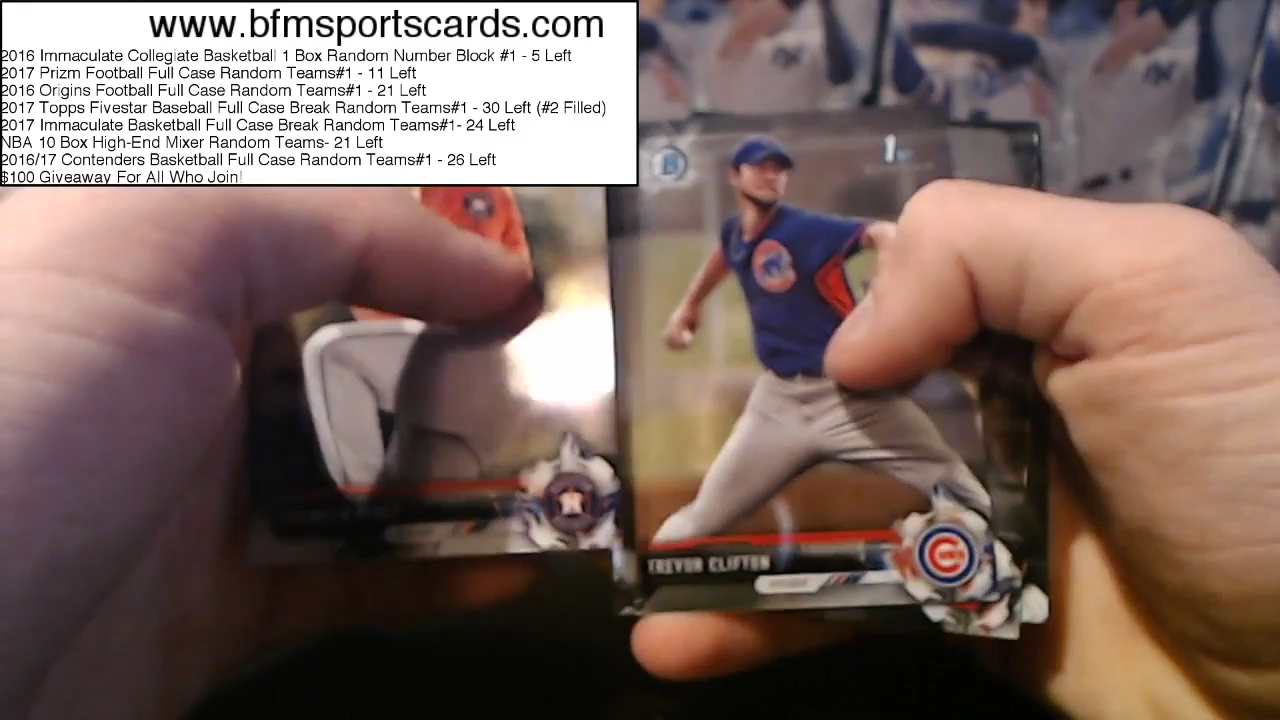 www.bfmsportscards.com
2016 Immaculate Collegiate Basketball 1 Box Random Number Block #1 - 5 Left
2017 Prizm Football Full Case Random Teams#1 - 11 Left
2016 Origins Football Full Case Random Teams#1 - 21 Left
2017 Topps Fivestar Baseball Full Case Break Random Teams#1 - 30 Left (#2 Filled)
2017 Immaculate Basketball Full Case Break Random Teams#1- 24 Left
NBA 10 Box High-End Mixer Random Teams- 21 Left
2016/17 Contenders Basketball Full Case Random Teams#1 - 26 Left
$100 Giveaway For All Who Join!
B
1st
TREVOR CLIFTON